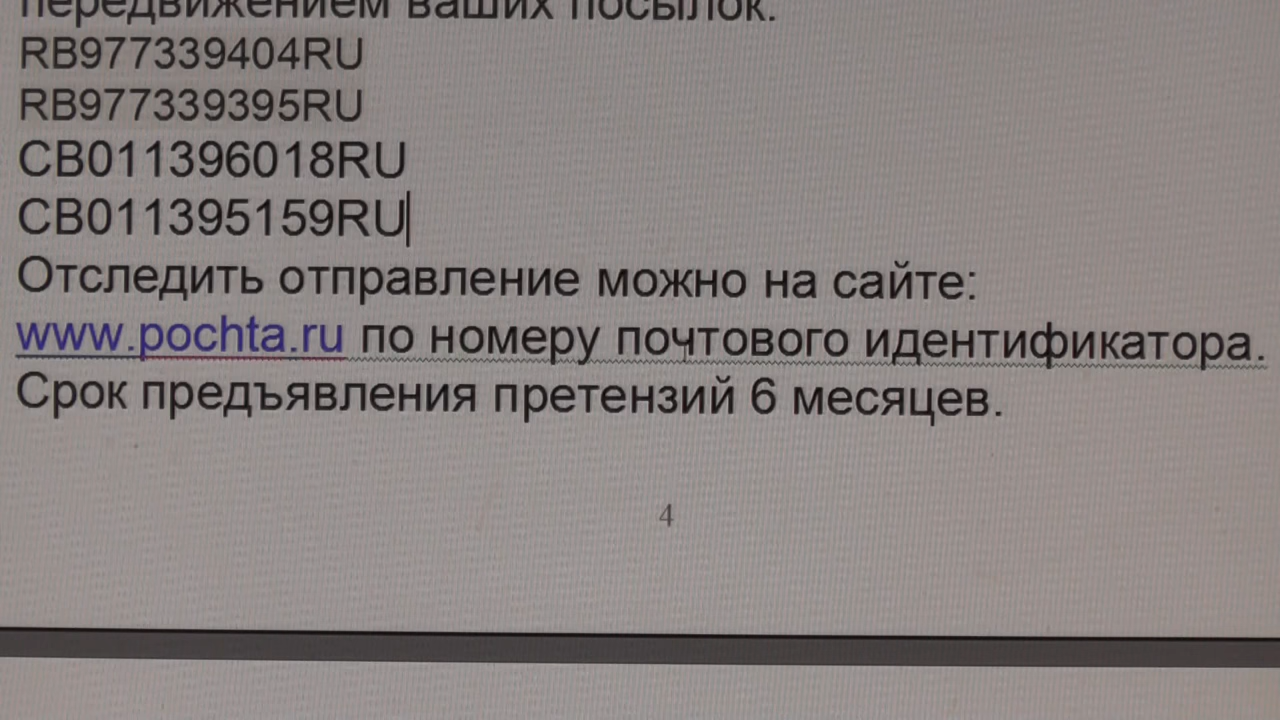 передвижением ваших посылок.
RB977339404RU
RB977339395RU
CB011396018RU
CB011395159RU
Отследить отправление можно на сайте:
www.pochta.ru по номеру почтового идентификатора.
Срок предъявления претензий 6 месяцев.
4